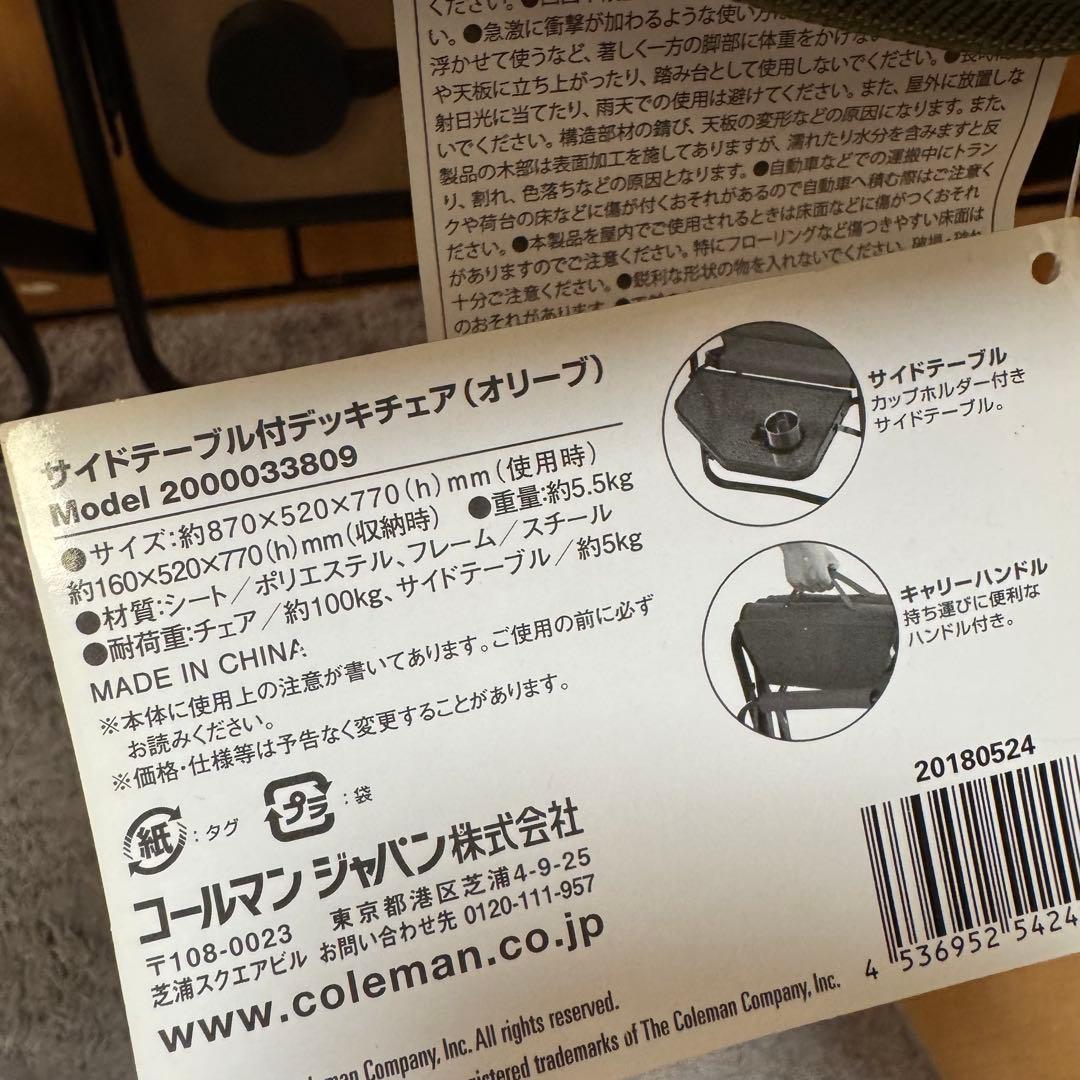 ください。
い。●急激に衝撃が加わるような使い方
浮かせて使うなど、著しく一方の脚部に体重をかけない
や天板に立ち上がったり、踏み台として使用しないでください。
射日光に当てたり、雨天での使用は避けてください。また、屋外に放置しな
いでください。構造部材の錆び、天板の変形などの原因になります。また、
製品の木部は表面加工を施してありますが、濡れたり水分を含みますと反
り、割れ、色落ちなどの原因となります。●自動車などでの運搬中にトラン
クや荷台の床などに傷が付くおそれがあるので自動車へ積む際はご注意く
ださい。●本製品を屋内でご使用されるときは床面などに傷がつくおそれ
がありますのでご注意ください。特にフローリングなど傷つきやすい床面は
十分ご注意ください。●鋭利な形状の物を入れないでください。破損・破れ
のおそれがあります。
サイドテーブル付デッキチェア(オリーブ)
Model 2000033809
●サイズ:約870×520×770(h)mm(使用時)
約160×520×770(h)mm(収納時) ●重量:約5.5kg
●材質:シート/ポリエステル、フレーム/スチール
●耐荷重:チェア/約100kg、サイドテーブル/約5kg
MADE IN CHINA
※本体に使用上の注意が書いてあります。ご使用の前に必ず
お読みください。
※価格・仕様等は予告なく変更することがあります。
紙:タグ プラ:袋
コールマン ジャパン株式会社
〒108-0023 東京都港区芝浦4-9-25
芝浦スクエアビル お問い合わせ先 0120-111-957
www.coleman.co.jp
Company, Inc. All rights reserved.
trademarks of The Coleman Company, Inc.
サイドテーブル
カップホルダー付き
サイドテーブル。
キャリーハンドル
持ち運びに便利な
ハンドル付き。
20180524
4 536952 5424